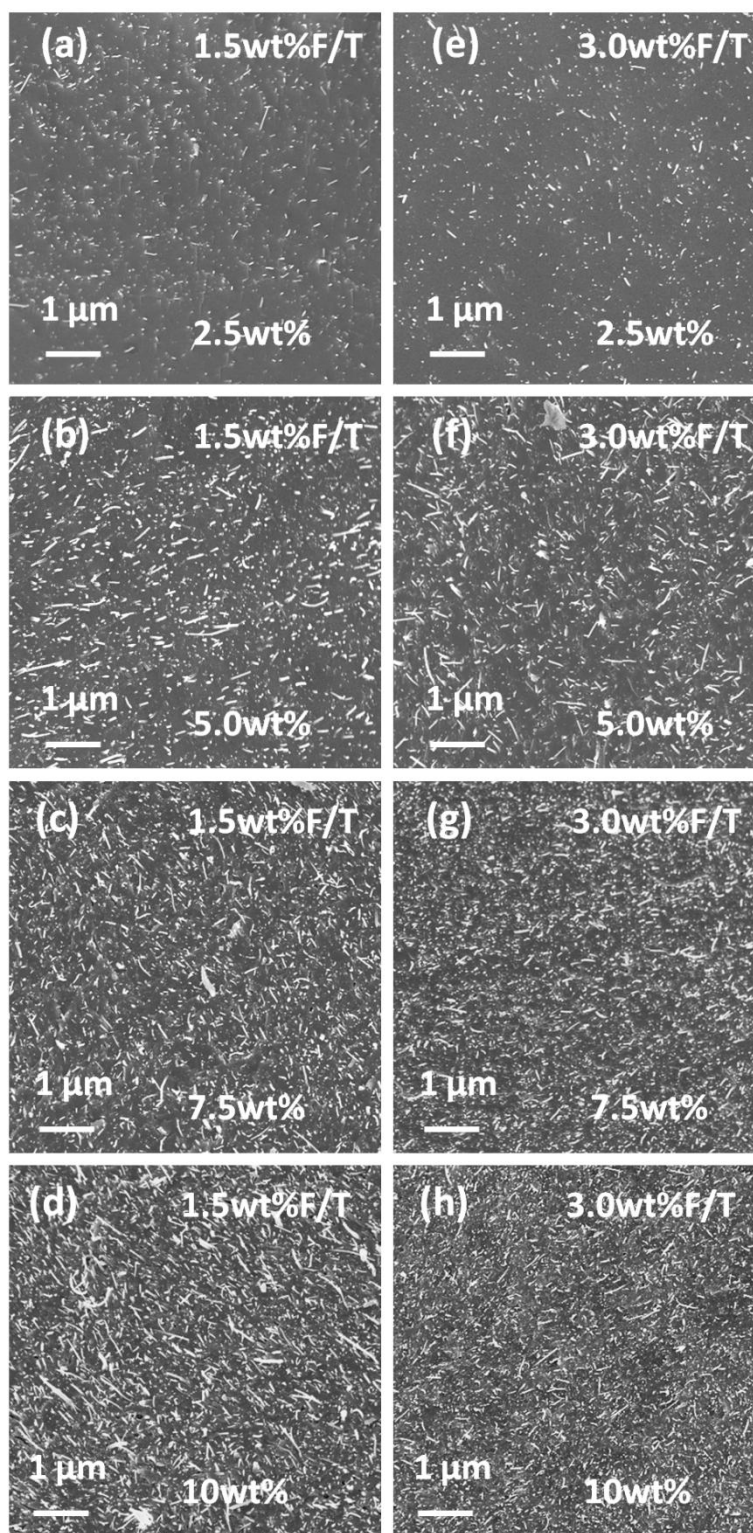 (a) 1.5wt%F/T
1 µm
2.5wt%
(e) 3.0wt%F/T
1 µm
2.5wt%
(b) 1.5wt%F/T
1 µm
5.0wt%
(f) 3.0wt%F/T
1 µm
5.0wt%
(c) 1.5wt%F/T
1 µm
7.5wt%
(g) 3.0wt%F/T
1 µm
7.5wt%
(d) 1.5wt%F/T
1 µm
10wt%
(h) 3.0wt%F/T
1 µm
10wt%